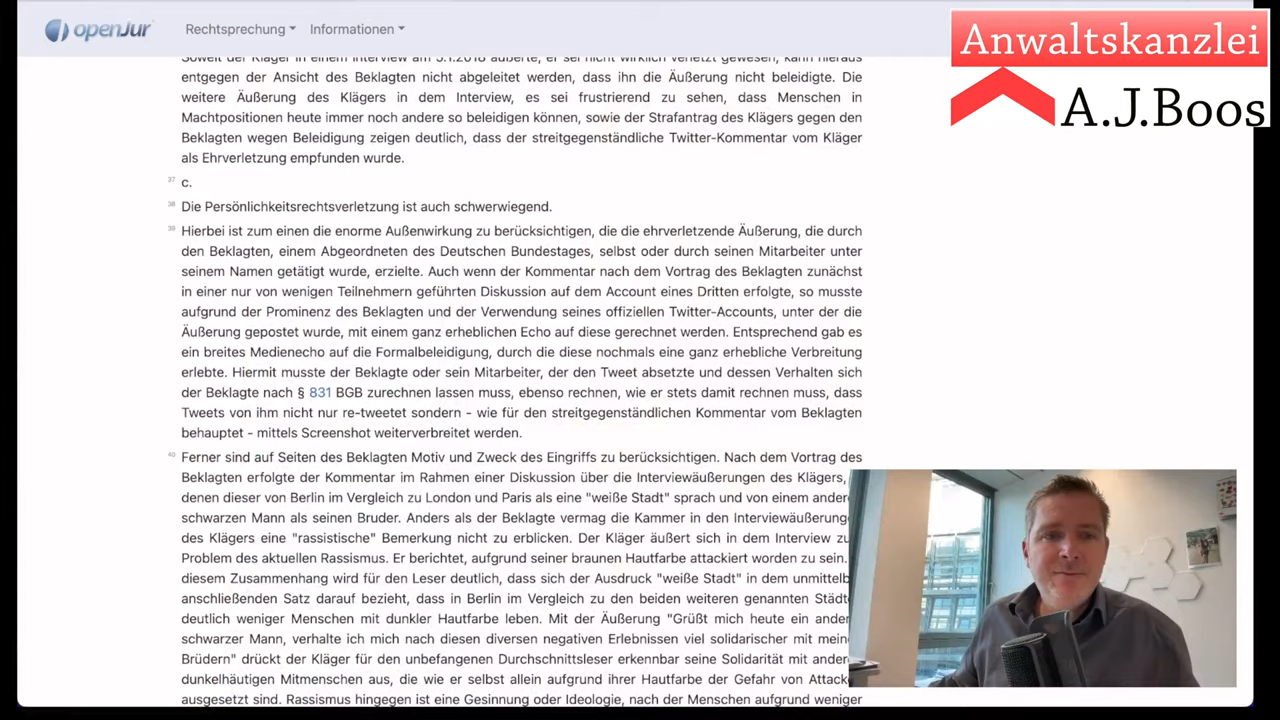 openJur
Rechtsprechung
Informationen
Anwaltskanzlei
A.J.Boos
Soweit der Kläger in einem Interview am 5.1.2018 äußerte, er sei nicht wirklich verletzt gewesen, kann hieraus
entgegen der Ansicht des Beklagten nicht abgeleitet werden, dass ihn die Äußerung nicht beleidigte. Die
weitere Äußerung des Klägers in dem Interview, es sei frustrierend zu sehen, dass Menschen in
Machtpositionen heute immer noch andere so beleidigen können, sowie der Strafantrag des Klägers gegen den
Beklagten wegen Beleidigung zeigen deutlich, dass der streitgegenständliche Twitter-Kommentar vom Kläger
als Ehrverletzung empfunden wurde.
37 c.
38 Die Persönlichkeitsrechtsverletzung ist auch schwerwiegend.
39 Hierbei ist zum einen die enorme Außenwirkung zu berücksichtigen, die die ehrverletzende Äußerung, die durch
den Beklagten, einem Abgeordneten des Deutschen Bundestages, selbst oder durch seinen Mitarbeiter unter
seinem Namen getätigt wurde, erzielte. Auch wenn der Kommentar nach dem Vortrag des Beklagten zunächst
in einer nur von wenigen Teilnehmern geführten Diskussion auf dem Account eines Dritten erfolgte, so musste
aufgrund der Prominenz des Beklagten und der Verwendung seines offiziellen Twitter-Accounts, unter der die
Äußerung gepostet wurde, mit einem ganz erheblichen Echo auf diese gerechnet werden. Entsprechend gab es
ein breites Medienecho auf die Formalbeleidigung, durch die diese nochmals eine ganz erhebliche Verbreitung
erlebte. Hiermit musste der Beklagte oder sein Mitarbeiter, der den Tweet absetzte und dessen Verhalten sich
der Beklagte nach § 831 BGB zurechnen lassen muss, ebenso rechnen, wie er stets damit rechnen muss, dass
Tweets von ihm nicht nur re-tweetet sondern - wie für den streitgegenständlichen Kommentar vom Beklagten
behauptet - mittels Screenshot weiterverbreitet werden.
40 Ferner sind auf Seiten des Beklagten Motiv und Zweck des Eingriffs zu berücksichtigen. Nach dem Vortrag des
Beklagten erfolgte der Kommentar im Rahmen einer Diskussion über die Interviewäußerungen des Klägers,
denen dieser von Berlin im Vergleich zu London und Paris als eine "weiße Stadt" sprach und von einem ander
schwarzen Mann als seinen Bruder. Anders als der Beklagte vermag die Kammer in den Interviewäußerung
des Klägers eine "rassistische" Bemerkung nicht zu erblicken. Der Kläger äußert sich in dem Interview zu
Problem des aktuellen Rassismus. Er berichtet, aufgrund seiner braunen Hautfarbe attackiert worden zu sein.
diesem Zusammenhang wird für den Leser deutlich, dass sich der Ausdruck "weiße Stadt" in dem unmittelb
anschließenden Satz darauf bezieht, dass in Berlin im Vergleich zu den beiden weiteren genannten Städt
deutlich weniger Menschen mit dunkler Hautfarbe leben. Mit der Äußerung "Grüßt mich heute ein ander
schwarzer Mann, verhalte ich mich nach diesen diversen negativen Erlebnissen viel solidarischer mit meine
Brüdern" drückt der Kläger für den unbefangenen Durchschnittsleser erkennbar seine Solidarität mit ander
dunkelhäutigen Mitmenschen aus, die wie er selbst allein aufgrund ihrer Hautfarbe der Gefahr von Attack
ausgesetzt sind. Rassismus hingegen ist eine Gesinnung oder Ideologie, nach der Menschen aufgrund weniger